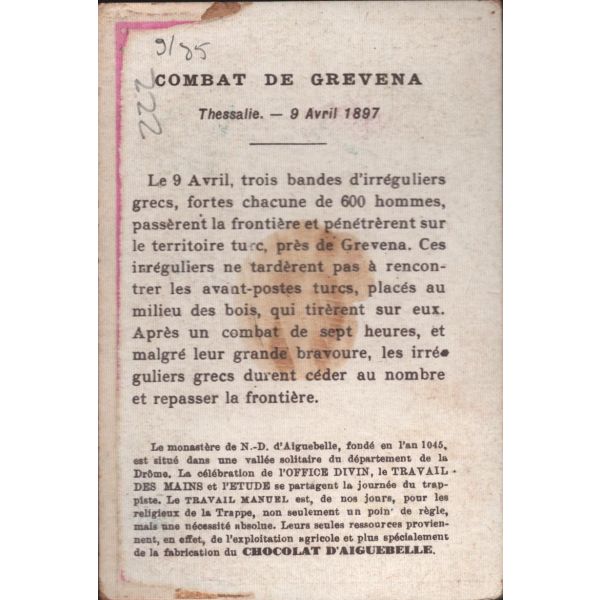 9/95
222
COMBAT DE GREVENA
Thessalie. — 9 Avril 1897
Le 9 Avril, trois bandes d'irréguliers
grecs, fortes chacune de 600 hommes,
passèrent la frontière et pénétrèrent sur
le territoire turc, près de Grevena. Ces
irréguliers ne tardèrent pas à rencon-
trer les avant-postes turcs, placés au
milieu des bois, qui tirèrent sur eux.
Après un combat de sept heures, et
malgré leur grande bravoure, les irré-
guliers grecs durent céder au nombre
et repasser la frontière.
Le monastère de N.-D. d'Aiguebelle, fondé en l'an 1045,
est situé dans une vallée solitaire du département de la
Drôme. La célébration de l'OFFICE DIVIN, le TRAVAIL
DES MAINS et l'ETUDE se partagent la journée du trap-
piste. Le TRAVAIL MANUEL est, de nos jours, pour les
religieux de la Trappe, non seulement un point de règle,
mais une nécessité absolue. Leurs seules ressources provien-
nent, en effet, de l'exploitation agricole et plus spécialement
de la fabrication du CHOCOLAT D'AIGUEBELLE.